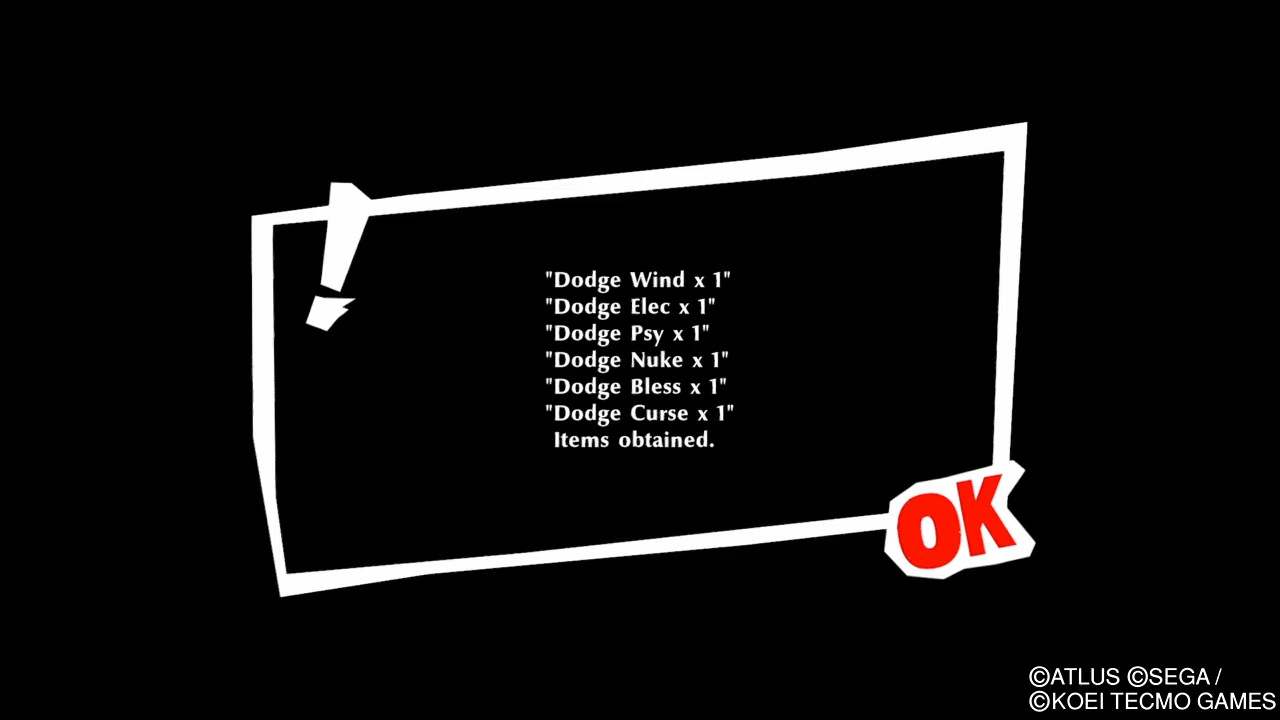 "Dodge Wind x 1"
"Dodge Elec x 1"
"Dodge Psy x 1"
"Dodge Nuke x 1"
"Dodge Bless x 1"
"Dodge Curse x 1"
Items obtained.
OK
©ATLUS ©SEGA /
©KOEI TECMO GAMES